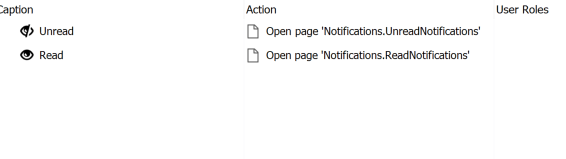 Caption Action User Roles
Unread Open page 'Notifications.UnreadNotifications'
Read Open page 'Notifications.ReadNotifications'